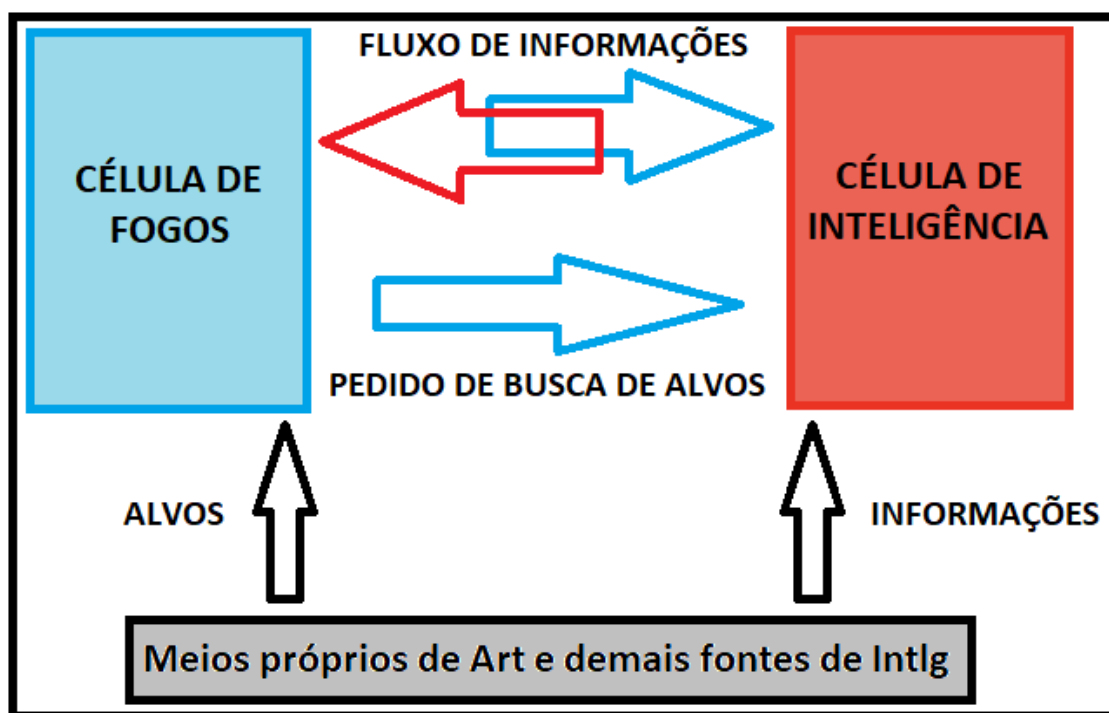 FLUXO DE INFORMAÇÕES
CÉLULA DE
FOGOS
CÉLULA DE
INTELIGÊNCIA
PEDIDO DE BUSCA DE ALVOS
ALVOS
INFORMAÇÕES
Meios próprios de Art e demais fontes de Intlg